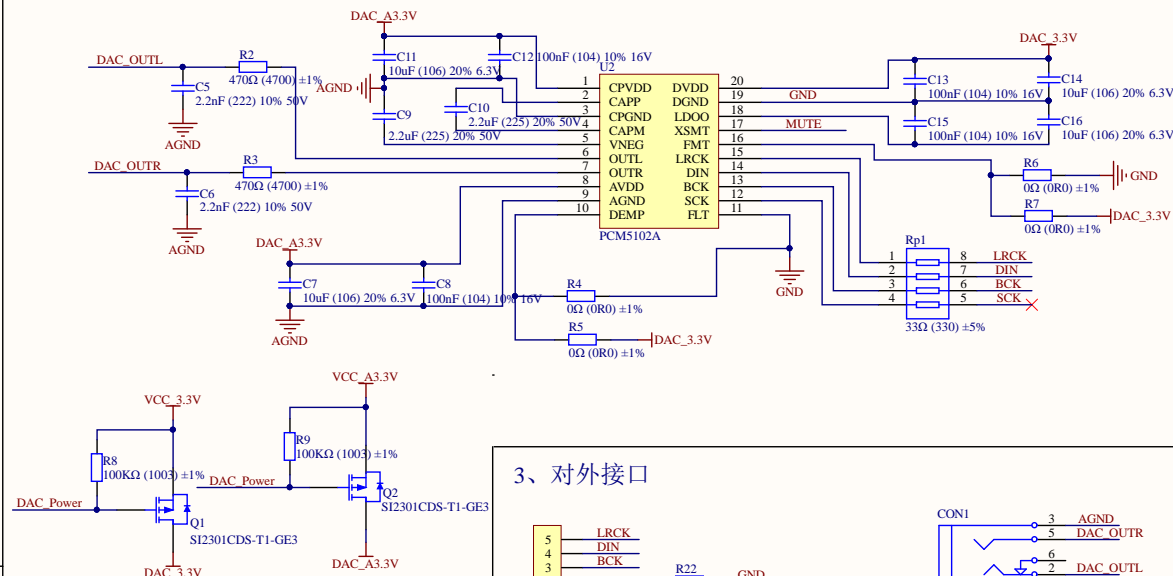 DAC_A3.3V
C11
10uF (106) 20% 6.3V
C12
100nF (104) 10% 16V
AGND
C9
2.2uF (225) 20% 50V
C10
2.2uF (225) 20% 50V
DAC_OUTL
R2
470Ω (4700) ±1%
C5
2.2nF (222) 10% 50V
AGND
DAC_OUTR
R3
470Ω (4700) ±1%
C6
2.2nF (222) 10% 50V
AGND
U2
1 CPVDD DVDD 20
2 CAPP DGND 19
3 CPGND LDOO 18
4 CAPM XSMT 17
5 VNEG FMT 16
6 OUTL LRCK 15
7 OUTR DIN 14
8 AVDD BCK 13
9 AGND SCK 12
10 DEMP FLT 11
PCM5102A
GND
MUTE
DAC_3.3V
C13
100nF (104) 10% 16V
C14
10uF (106) 20% 6.3V
C15
100nF (104) 10% 16V
C16
10uF (106) 20% 6.3V
R6
0Ω (0R0) ±1%
GND
R7
0Ω (0R0) ±1%
DAC_3.3V
Rp1
1 8 LRCK
2 7 DIN
3 6 BCK
4 5 SCK
33Ω (330) ±5%
GND
DAC_A3.3V
C7
10uF (106) 20% 6.3V
C8
100nF (104) 10% 16V
AGND
R4
0Ω (0R0) ±1%
R5
0Ω (0R0) ±1%
DAC_3.3V
VCC_3.3V
R8
100KΩ (1003) ±1%
DAC_Power
Q1
SI2301CDS-T1-GE3
DAC_3.3V
VCC_A3.3V
R9
100KΩ (1003) ±1%
DAC_Power
Q2
SI2301CDS-T1-GE3
DAC_A3.3V
3、对外接口
5 LRCK
4 DIN
3 BCK
R22
GND
CON1
3 AGND
5 DAC_OUTR
6
2 DAC_OUTL